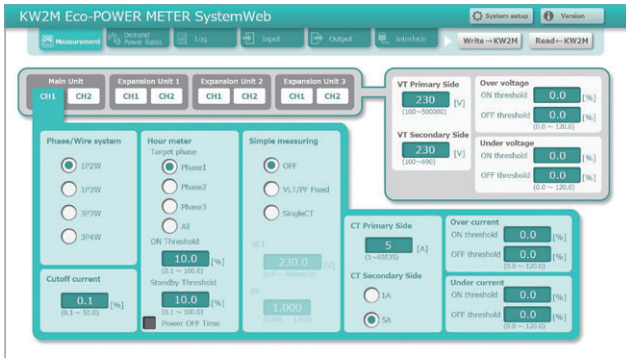 KW2M Eco-POWER METER SystemWeb
System setup
Version
Measurement
Demand
Power Rates
Log
Input
Output
Interface
Write→KW2M
Read←KW2M
Main Unit
CH1 CH2
Expansion Unit 1
CH1 CH2
Expansion Unit 2
CH1 CH2
Expansion Unit 3
CH1 CH2
VT Primary Side
230 [V]
(100~500000)
VT Secondary Side
230 [V]
(100~690)
Over voltage
ON threshold 0.0 [%]
OFF threshold 0.0 [%]
(0.0 ~ 120.0)
Under voltage
ON threshold 0.0 [%]
OFF threshold 0.0 [%]
(0.0 ~ 120.0)
Phase/Wire system
1P2W
1P3W
3P3W
3P4W
Cutoff current
0.1 [%]
(0.1 ~ 50.0)
Hour meter
Target phase
Phase1
Phase2
Phase3
All
ON Threshold
10.0 [%]
(0.1 ~ 100.0)
Standby Threshold
10.0 [%]
(0.1 ~ 100.0)
Power OFF Time
Simple measuring
OFF
VLT/PF Fixed
SingleCT
VLT
230.0 [V]
PF
1.000
CT Primary Side
5 [A]
(1~65535)
CT Secondary Side
1A
5A
Over current
ON threshold 0.0 [%]
OFF threshold 0.0 [%]
(0.0 ~ 120.0)
Under current
ON threshold 0.0 [%]
OFF threshold 0.0 [%]
(0.0 ~ 120.0)